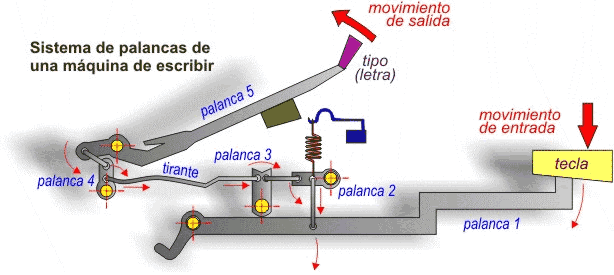 movimiento
de salida
Sistema de palancas de
una máquina de escribir
tipo
(letra)
palanca 5
movimiento
de entrada
palanca 3
tecla
tirante
palanca 4
palanca 2
palanca 1